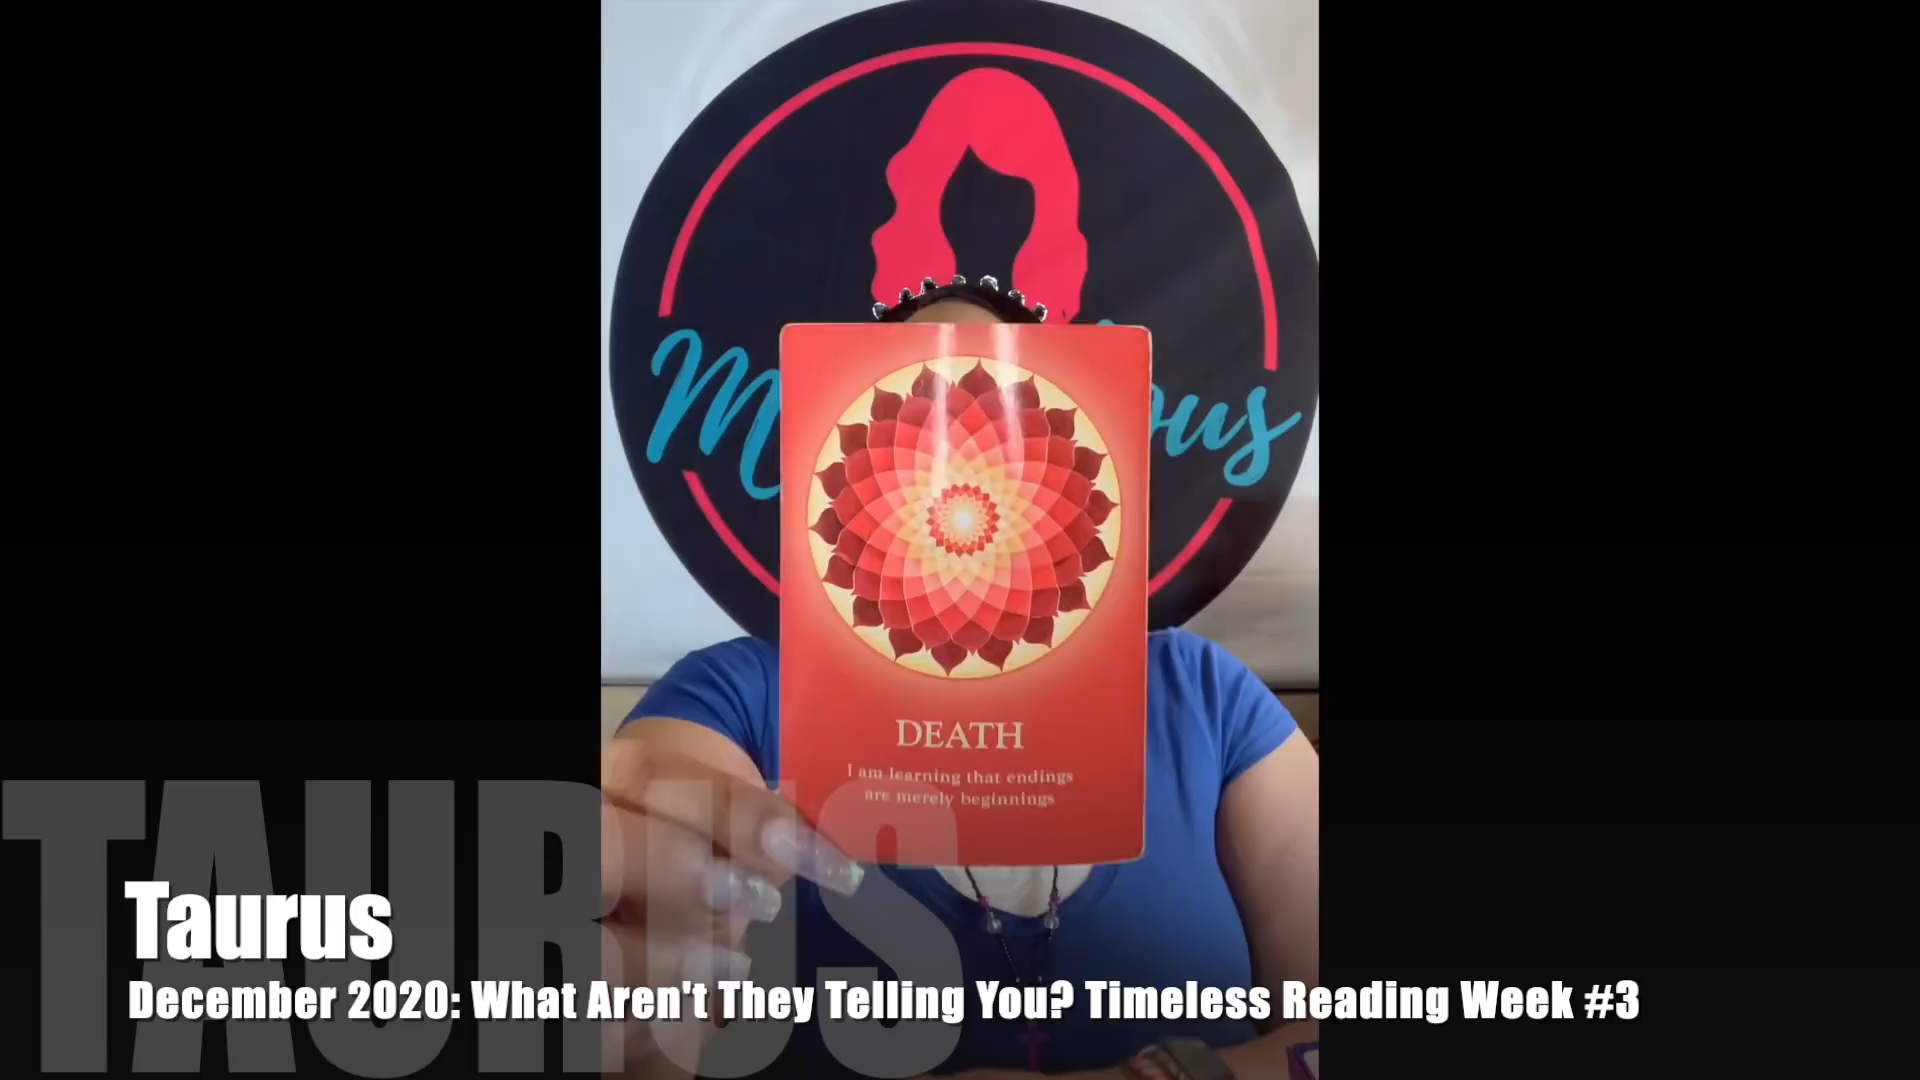 DEATH
I am learning that endings
are merely beginnings
TAURUS
Taurus
December 2020: What Aren't They Telling You? Timeless Reading Week #3